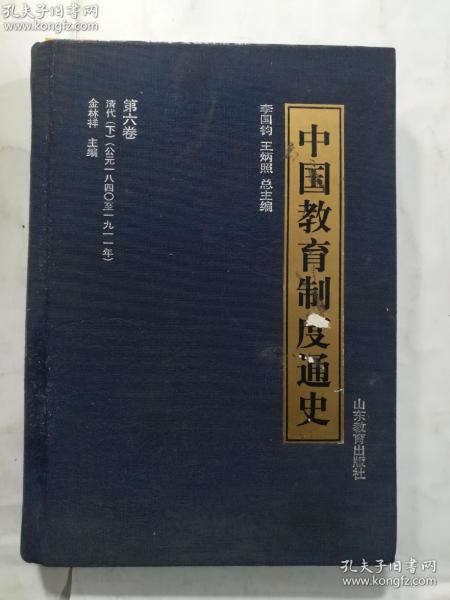 中国教育制度通史
李国钧 王炳照 总主编
第六卷
清代(下)(公元一八四〇至一九一一年)
金林祥 主编
山东教育出版社
孔夫子旧书网
www.kongfz.com
孔夫子旧书网
www.kongfz.com